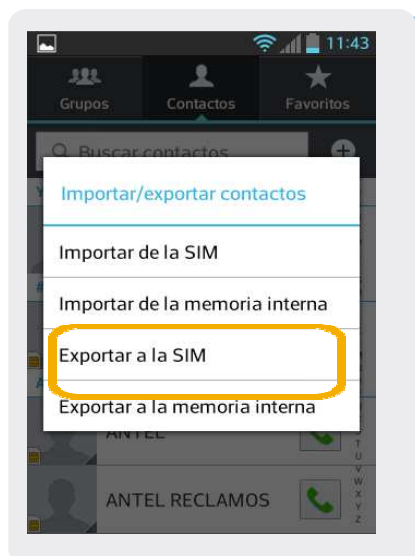 11:43
Grupos
Contactos
Favoritos
Buscar contactos
Importar/exportar contactos
Importar de la SIM
Importar de la memoria interna
Exportar a la SIM
Exportar a la memoria interna
ANTEL
T
U
V
W
ANTEL RECLAMOS
X
Y
Z